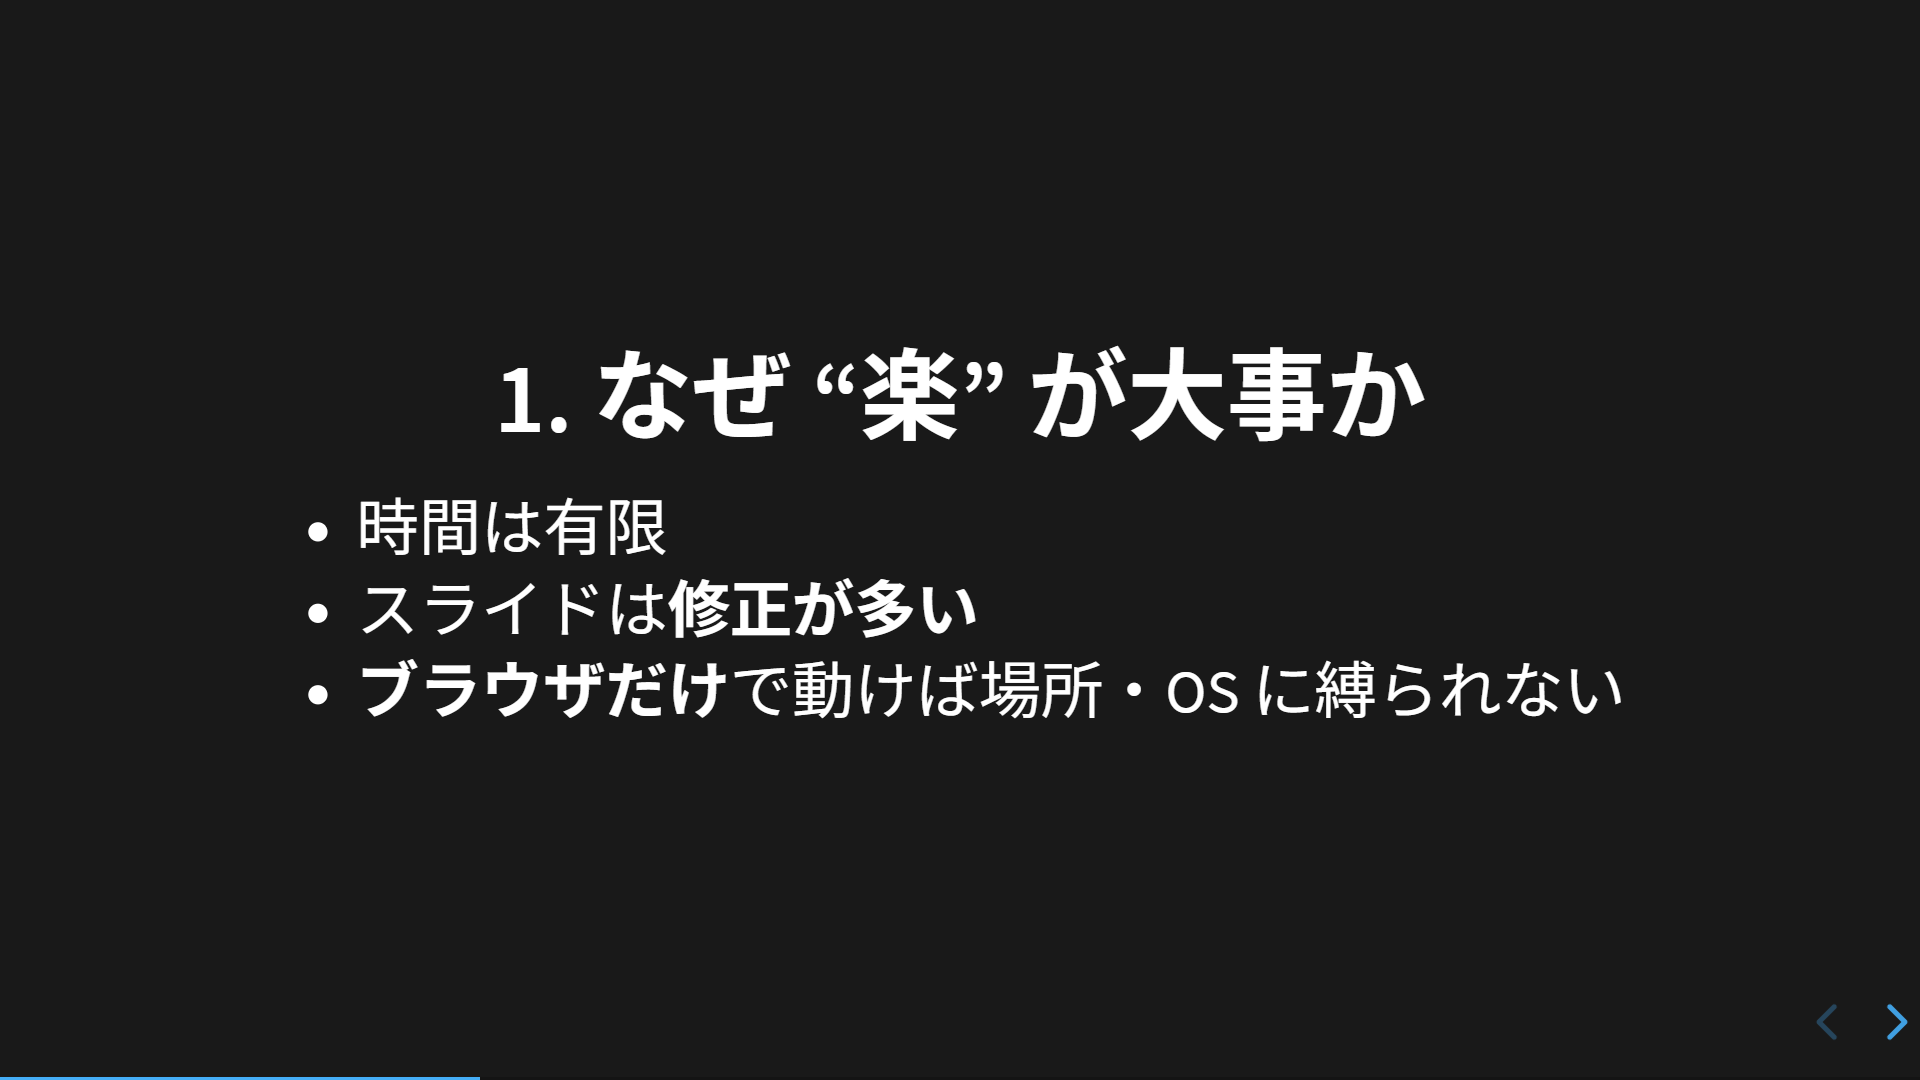 1. なぜ “楽” が大事か
• 時間は有限
• スライドは修正が多い
• ブラウザだけで動けば場所・OS に縛られない